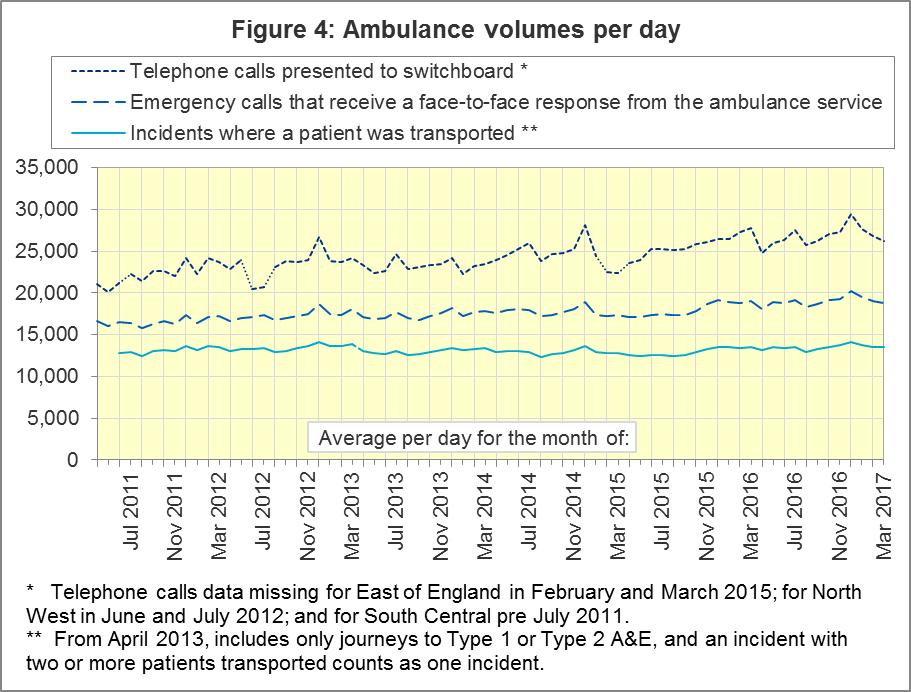 Figure 4: Ambulance volumes per day
Telephone calls presented to switchboard *
Emergency calls that receive a face-to-face response from the ambulance service
Incidents where a patient was transported **
35,000
30,000
25,000
20,000
15,000
10,000
5,000
0
Average per day for the month of:
Jul 2011
Nov 2011
Mar 2012
Jul 2012
Nov 2012
Mar 2013
Jul 2013
Nov 2013
Mar 2014
Jul 2014
Nov 2014
Mar 2015
Jul 2015
Nov 2015
Mar 2016
Jul 2016
Nov 2016
Mar 2017
* Telephone calls data missing for East of England in February and March 2015; for North
West in June and July 2012; and for South Central pre July 2011.
** From April 2013, includes only journeys to Type 1 or Type 2 A&E, and an incident with
two or more patients transported counts as one incident.